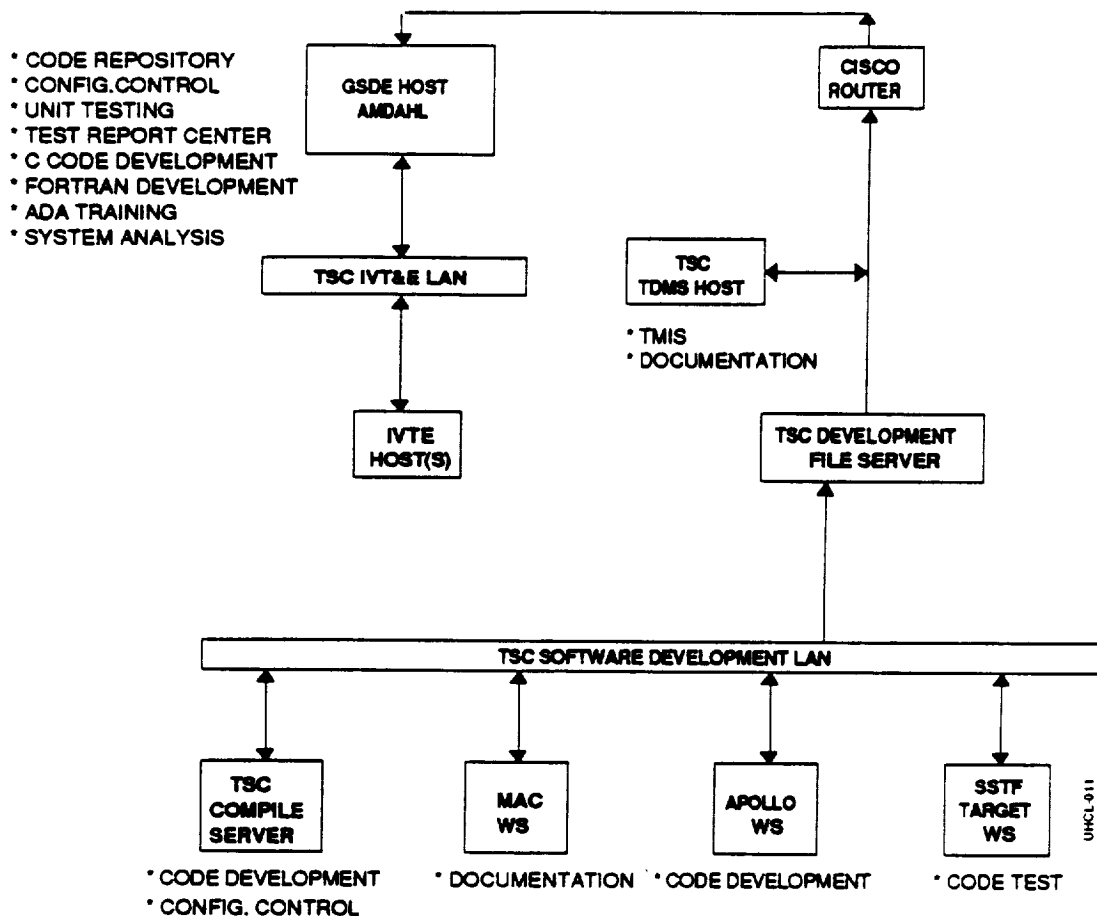 * CODE REPOSITORY
* CONFIG.CONTROL
* UNIT TESTING
* TEST REPORT CENTER
* C CODE DEVELOPMENT
* FORTRAN DEVELOPMENT
* ADA TRAINING
* SYSTEM ANALYSIS
GSDE HOST
AMDAHL
CISCO
ROUTER
TSC IVT&E LAN
TSC
TDMS HOST
* TMIS
* DOCUMENTATION
IVTE
HOST(S)
TSC DEVELOPMENT
FILE SERVER
TSC SOFTWARE DEVELOPMENT LAN
TSC
COMPILE
SERVER
* CODE DEVELOPMENT
* CONFIG. CONTROL
MAC
WS
* DOCUMENTATION
APOLLO
WS
* CODE DEVELOPMENT
SSTF
TARGET
WS
* CODE TEST
UHCL-011